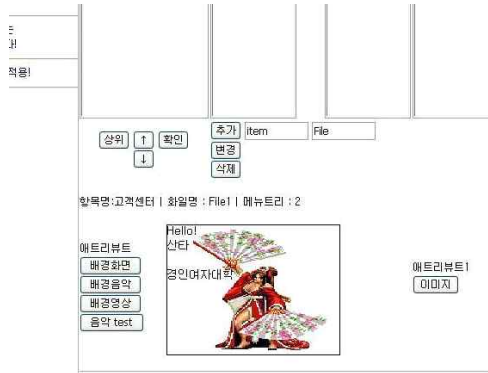 다!
적용!
상위 ↑ 확인
↓
추가 item File
변경
삭제
항목명:고객센터 | 화일명 : File1 | 메뉴트리 : 2
애트리뷰트
배경화면
배경음악
배경영상
음악 test
Hello!
산타
경인여자대학
애트리뷰트1
이미지